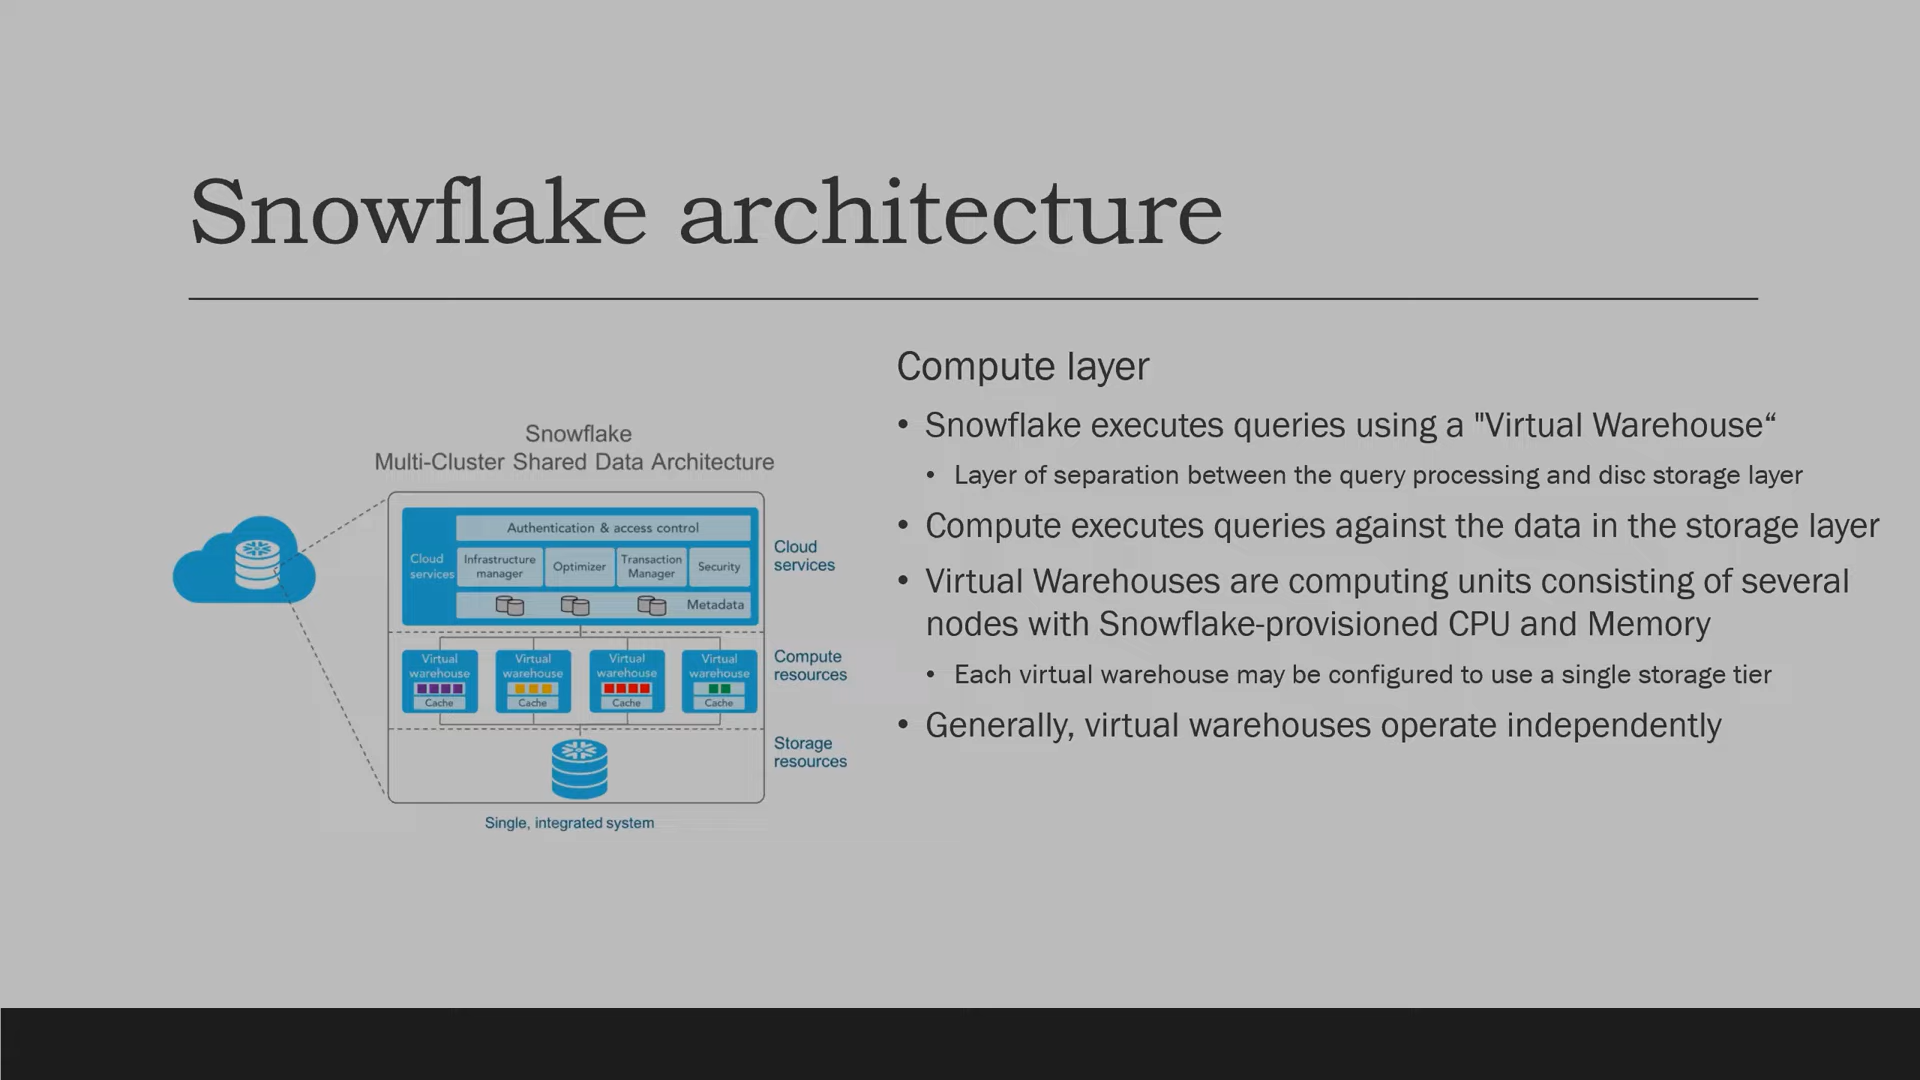 Snowflake architecture
Snowflake
Multi-Cluster Shared Data Architecture
Authentication & access control
Cloud
services
Infrastructure
manager
Optimizer
Transaction
Manager
Security
Metadata
Cloud
services
Virtual
warehouse
Cache
Virtual
warehouse
Cache
Virtual
warehouse
Cache
Virtual
warehouse
Cache
Compute
resources
Storage
resources
Single, integrated system
Compute layer
• Snowflake executes queries using a "Virtual Warehouse“
• Layer of separation between the query processing and disc storage layer
• Compute executes queries against the data in the storage layer
• Virtual Warehouses are computing units consisting of several
nodes with Snowflake-provisioned CPU and Memory
• Each virtual warehouse may be configured to use a single storage tier
• Generally, virtual warehouses operate independently